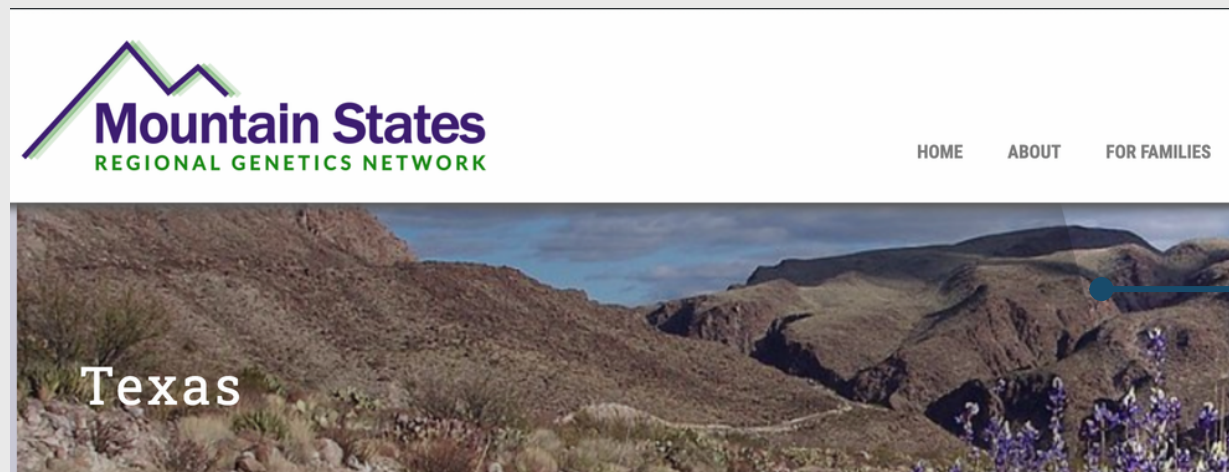 Mountain States
REGIONAL GENETICS NETWORK
HOME ABOUT FOR FAMILIES
Texas